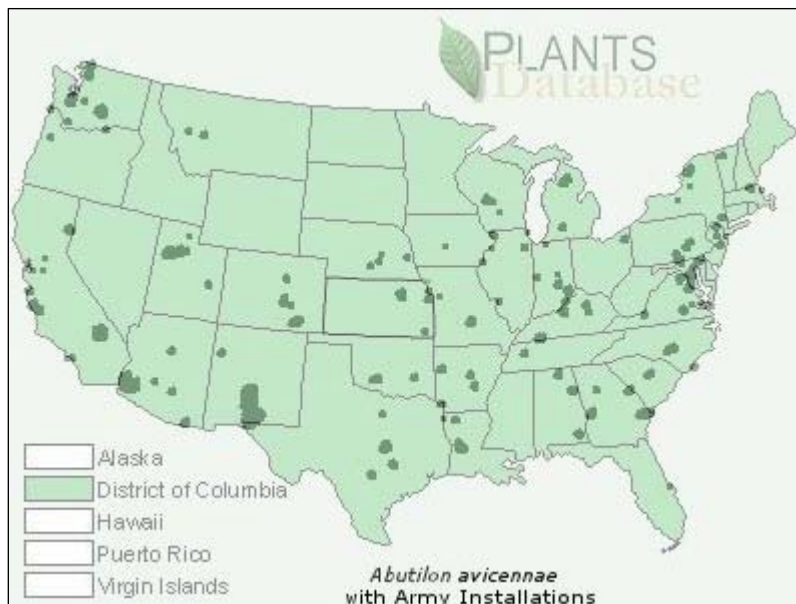 PLANTS
Database
Alaska
District of Columbia
Hawaii
Puerto Rico
Virgin Islands
Abutilon avicennae
with Army Installations